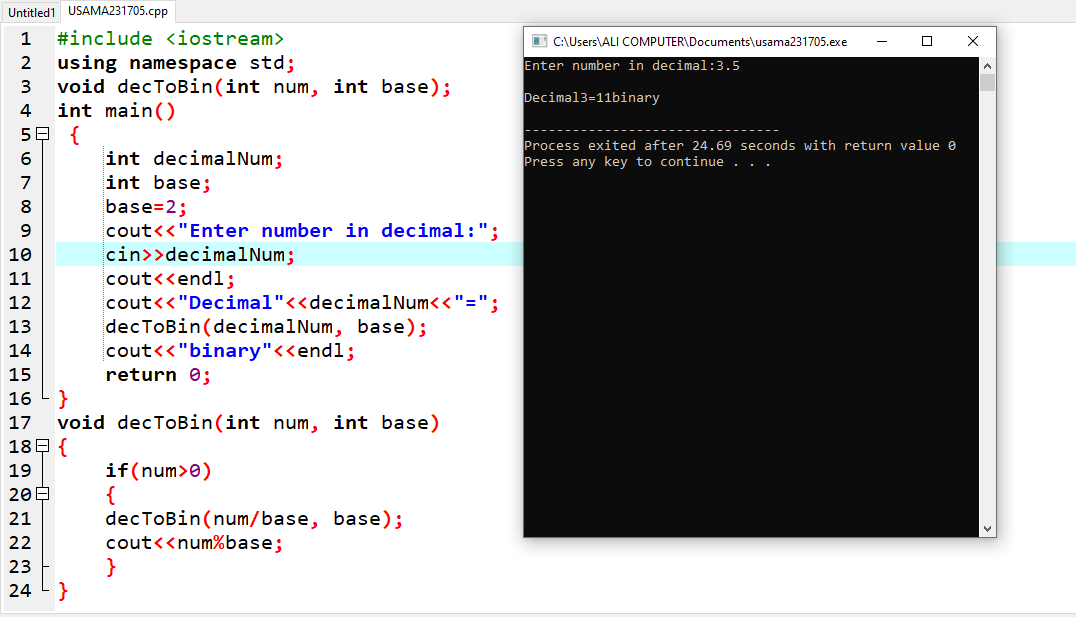 Untitled1 USAMA231705.cpp
1 #include <iostream>
2 using namespace std;
3 void decToBin(int num, int base);
4 int main()
5 {
6 int decimalNum;
7 int base;
8 base=2;
9 cout<<"Enter number in decimal:";
10 cin>>decimalNum;
11 cout<<endl;
12 cout<<"Decimal"<<decimalNum<<"=";
13 decToBin(decimalNum, base);
14 cout<<"binary"<<endl;
15 return 0;
16 }
17 void decToBin(int num, int base)
18 {
19 if(num>0)
20 {
21 decToBin(num/base, base);
22 cout<<num%base;
23 }
24 }
C:\Users\ALI COMPUTER\Documents\usama231705.exe
Enter number in decimal:3.5
Decimal3=11binary
--------------------------------
Process exited after 24.69 seconds with return value 0
Press any key to continue . . .